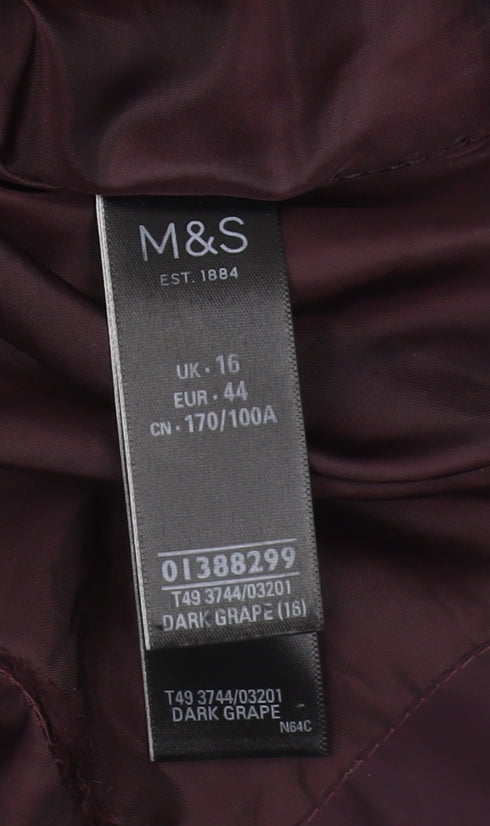 M&S
EST. 1884
UK · 16
EUR · 44
CN · 170/100A
01388299
T49 3744/03201
DARK GRAPE (16)
T49 3744/03201
DARK GRAPE
N64C